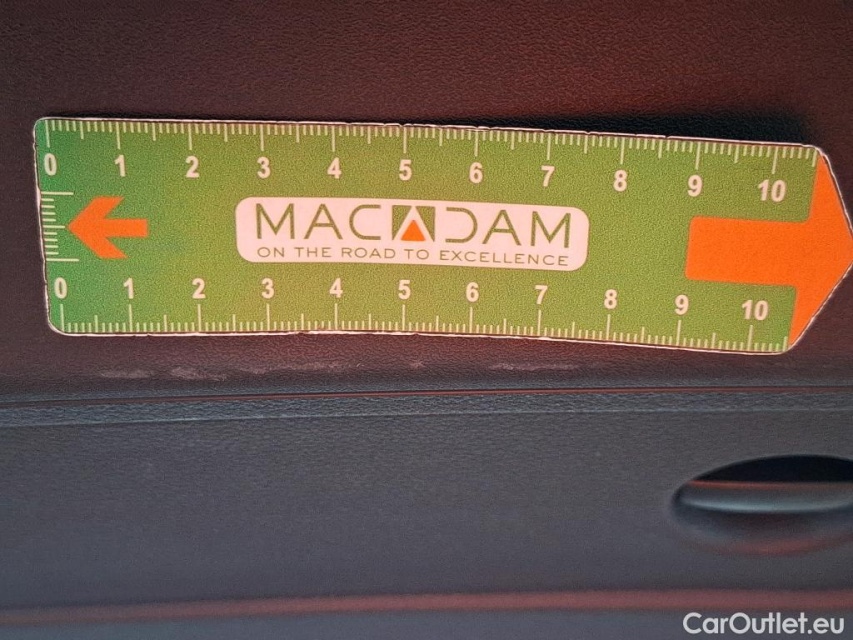 0 1 2 3 4 5 6 7 8 9 10
MACADAM
ON THE ROAD TO EXCELLENCE
0 1 2 3 4 5 6 7 8 9 10
CarOutlet.eu